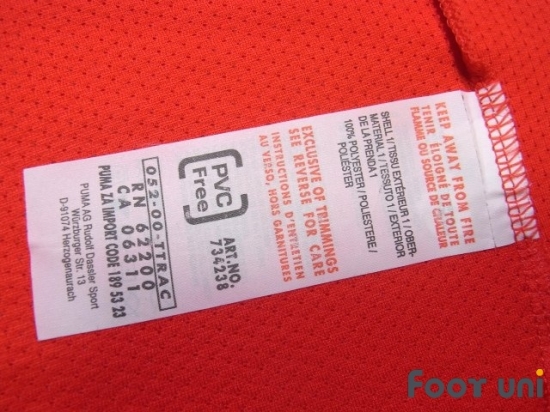 KEEP AWAY FROM FIRE
TENIR ÉLOIGNÉ DE TOUTE
FLAMME OU SOURCE DE CHALEUR
SHELL 1/ TISSU EXTÉRIEUR 1 / OBER-
MATERIAL 1 / TESSUTO 1 / EXTERIOR
DE LA PRENDA 1
100% POLYESTER / POLIESTERE /
POLIÉSTER
EXCLUSIVE OF TRIMMINGS
SEE REVERSE FOR CARE
INSTRUCTIONS D'ENTRETIEN
AU VERSO, HORS GARNITURES
PVC
Free
ART.NO.
734238
052-00-TTRAC
RN 62200
CA 06311
PUMA ZA IMPORT CODE 189 53 23
PUMA AG Rudolf Dassler Sport
Würzburger Str. 13
D-91074 Herzogenaurach
Foot Uni